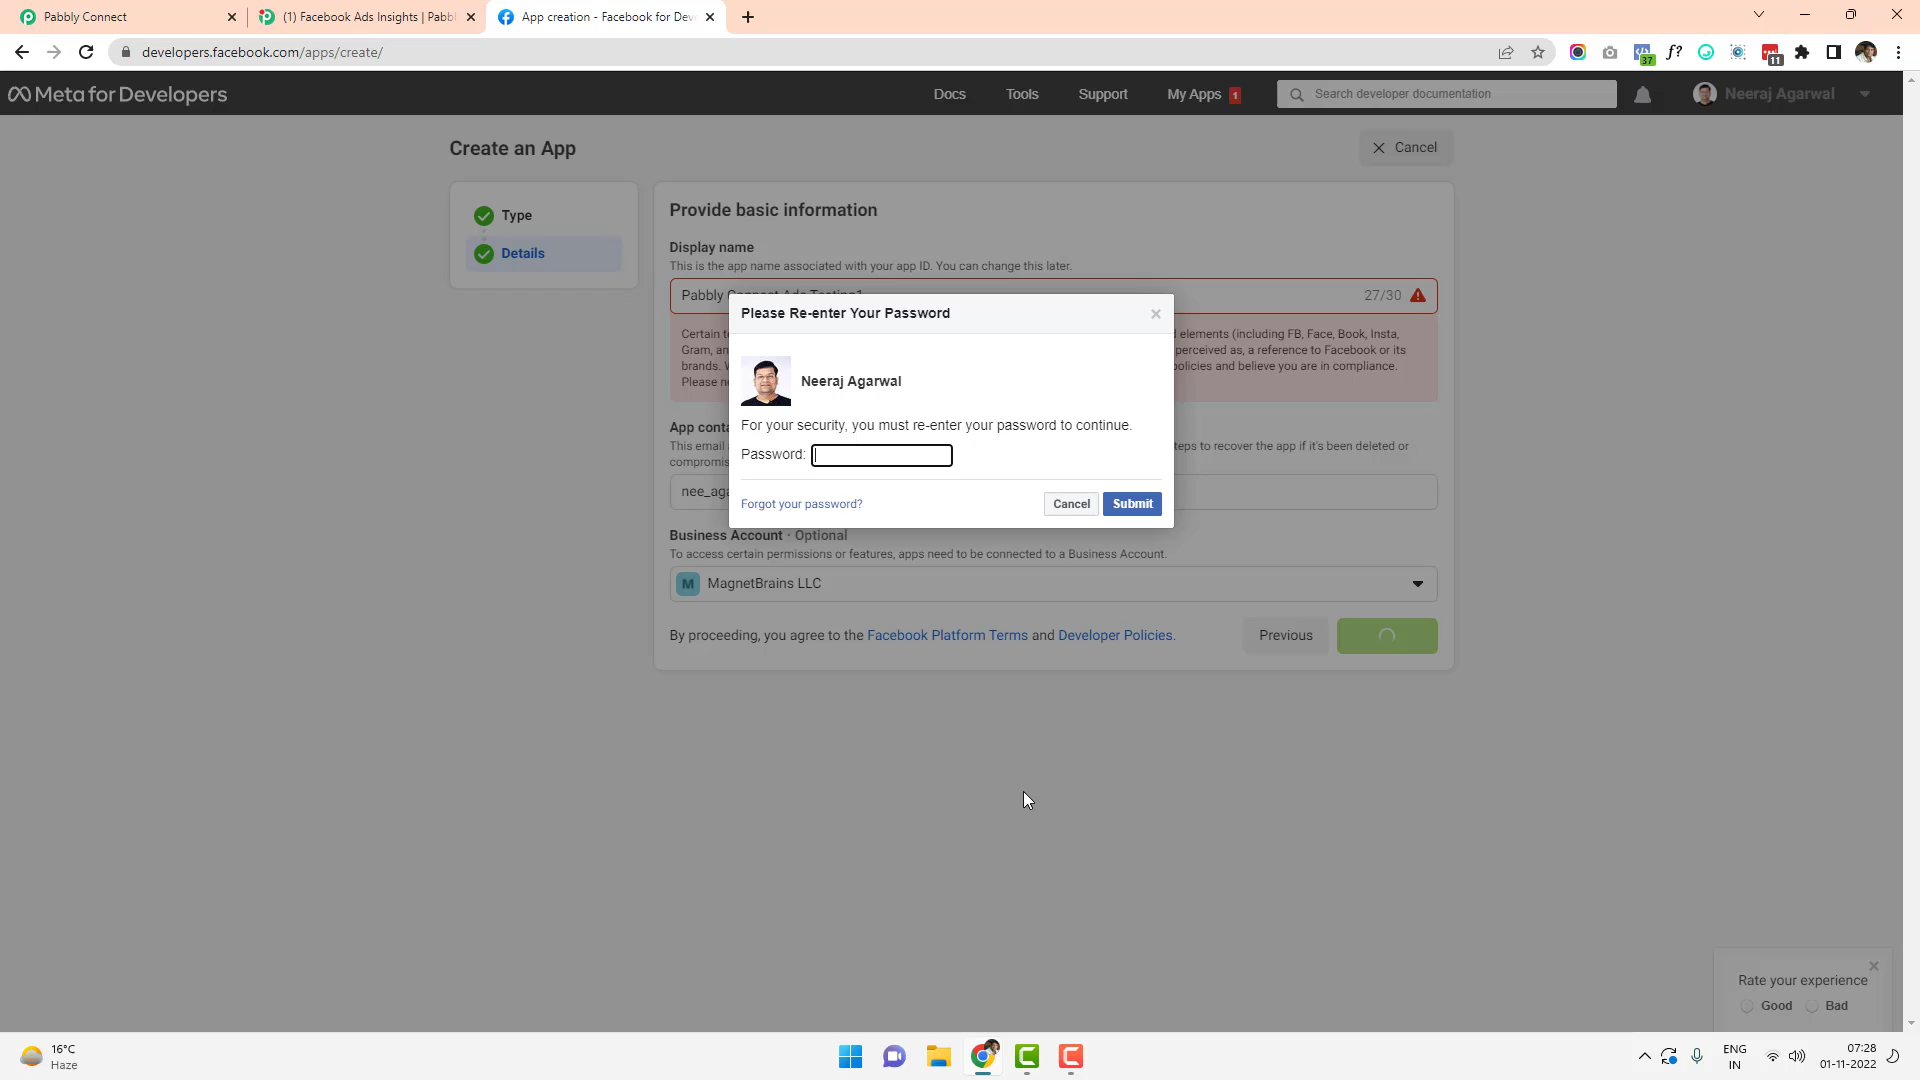 Pabbly Connect
(1) Facebook Ads Insights | Pabbl
App creation - Facebook for Dev
developers.facebook.com/apps/create/
37
f?
11
Meta for Developers
Docs
Tools
Support
My Apps 1
Search developer documentation
Neeraj Agarwal
Create an App
Cancel
Type
Details
Provide basic information
Display name
This is the app name associated with your app ID. You can change this later.
Pabbly Connect Ads Testing1
27/30
Certain t
elements (including FB, Face, Book, Insta,
Gram, an
perceived as, a reference to Facebook or its
brands. W
policies and believe you are in compliance.
Please n
Please Re-enter Your Password
Neeraj Agarwal
For your security, you must re-enter your password to continue.
Password:
Forgot your password?
Cancel
Submit
App conta
This email
teps to recover the app if it's been deleted or
compromis
nee_aga
Business Account · Optional
To access certain permissions or features, apps need to be connected to a Business Account.
M MagnetBrains LLC
By proceeding, you agree to the Facebook Platform Terms and Developer Policies.
Previous
Rate your experience
Good
Bad
16°C
Haze
ENG
IN
07:28
01-11-2022